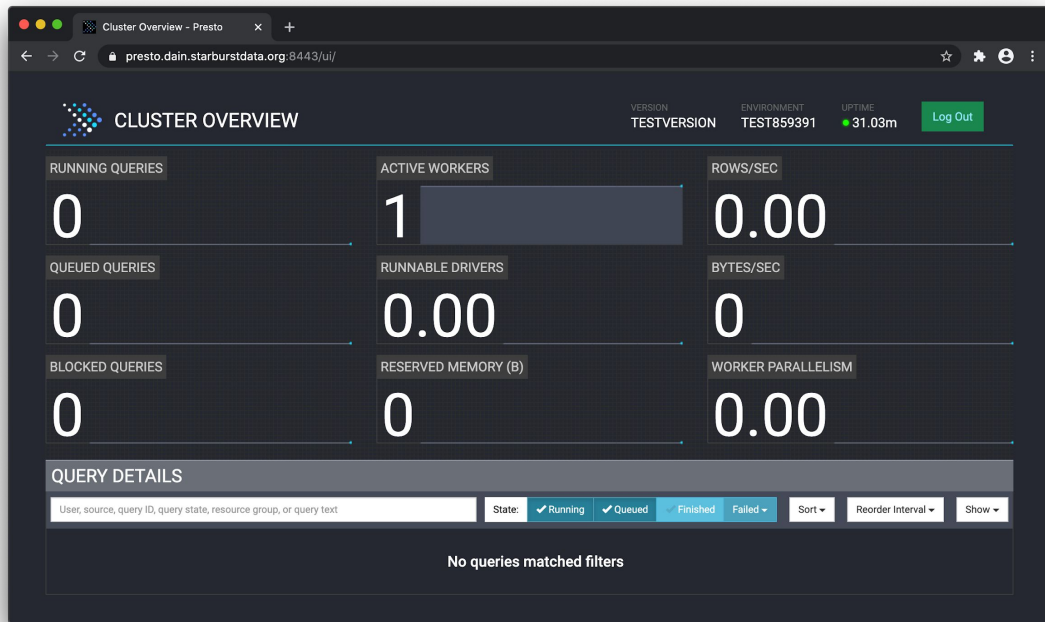 Cluster Overview - Presto
presto.dain.starburstdata.org:8443/ui/
CLUSTER OVERVIEW
VERSION
TESTVERSION
ENVIRONMENT
TEST859391
UPTIME
31.03m
Log Out
RUNNING QUERIES
0
ACTIVE WORKERS
1
ROWS/SEC
0.00
QUEUED QUERIES
0
RUNNABLE DRIVERS
0.00
BYTES/SEC
0
BLOCKED QUERIES
0
RESERVED MEMORY (B)
0
WORKER PARALLELISM
0.00
QUERY DETAILS
User, source, query ID, query state, resource group, or query text
State:
Running
Queued
Finished
Failed
Sort
Reorder Interval
Show
No queries matched filters